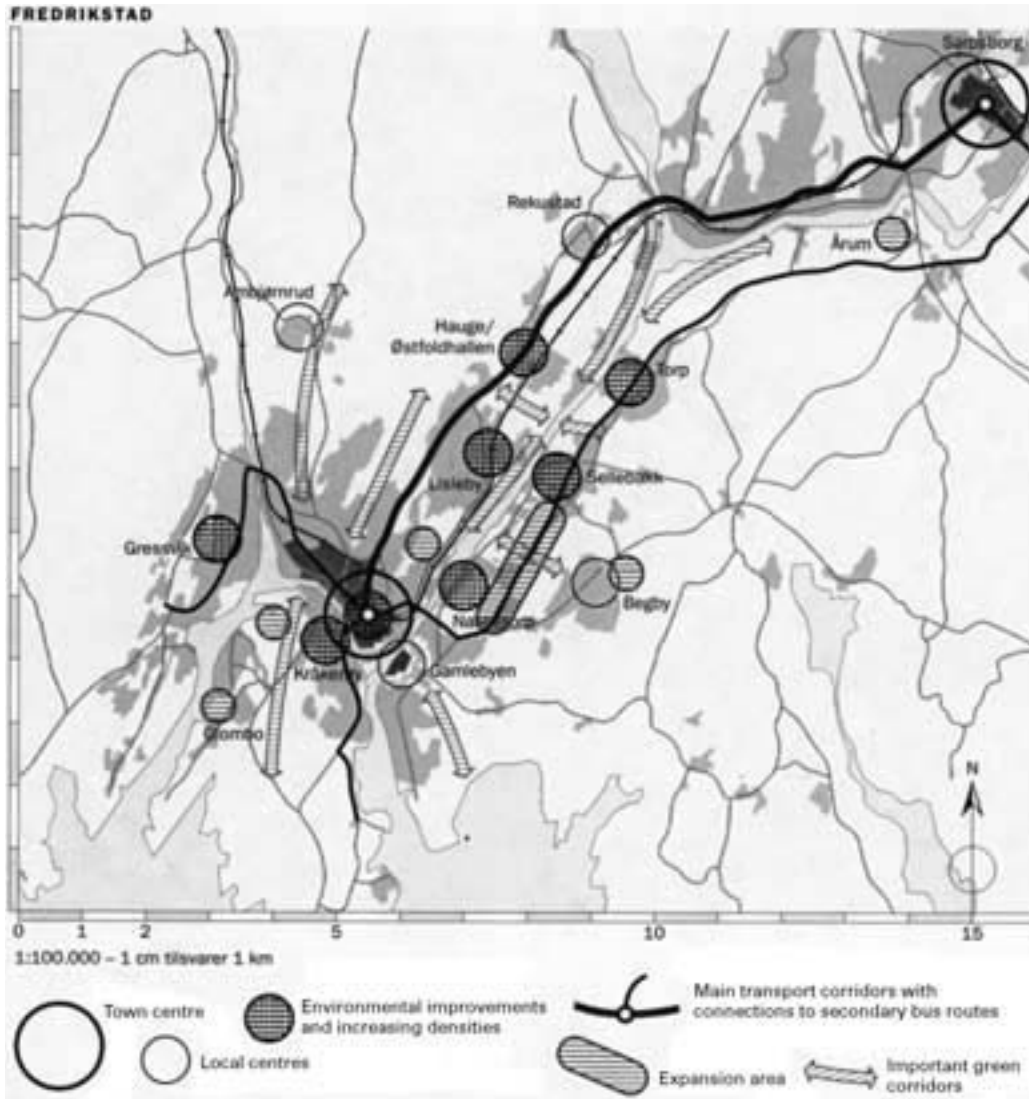 FREDRIKSTAD
Sarpsborg
Rekustad
Årum
Ambjørnrud
Hauge/
Østfoldhallen
Torp
Lisleby
Sellebakk
Gressvik
Begby
Kråkerøy
Gamlebyen
Glombo
N
0 1 2 5 10 15
1:100.000 – 1 cm tilsvarer 1 km
Town centre
Local centres
Environmental improvements
and increasing densities
Main transport corridors with
connections to secondary bus routes
Expansion area
Important green
corridors